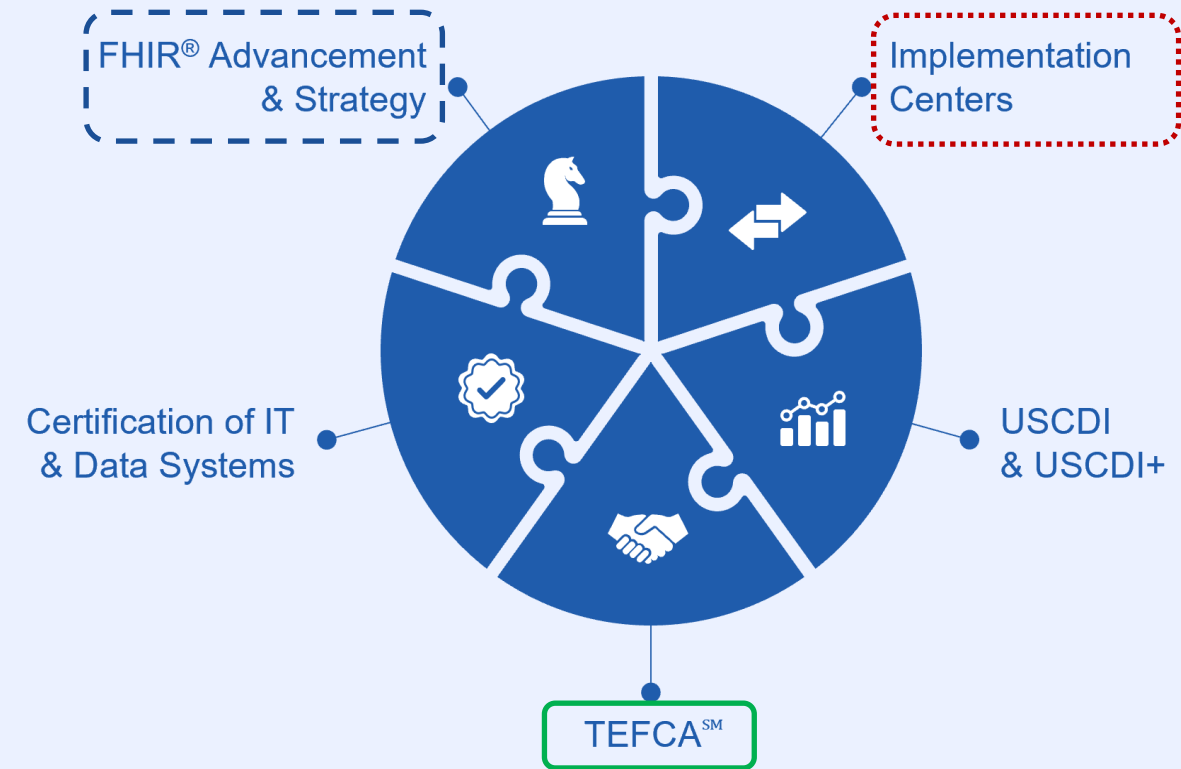 FHIR® Advancement
& Strategy
Implementation
Centers
Certification of IT
& Data Systems
USCDI
& USCDI+
TEFCA℠